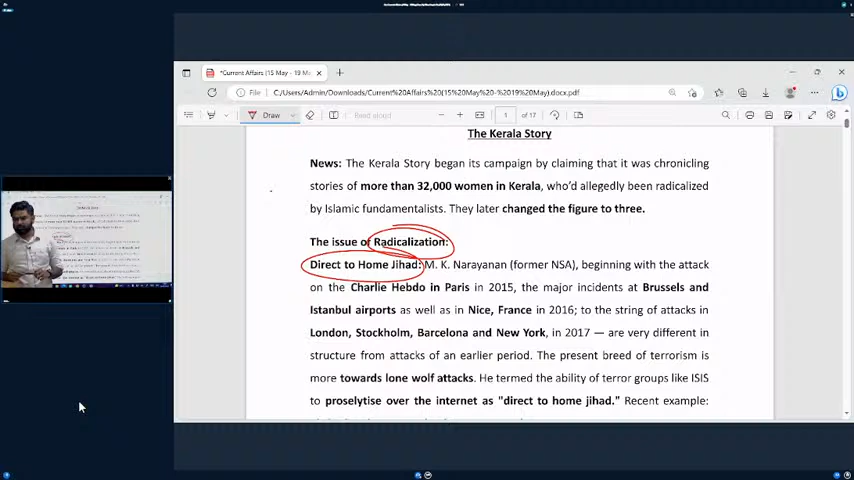 *Current Affairs (15 May - 19 M
File
C:/Users/Admin/Downloads/Current%20Affairs(15%20May%20-%2019%20May).docx.pdf
Draw
Read aloud
1 of 17
The Kerala Story
News: The Kerala Story began its campaign by claiming that it was chronicling
stories of more than 32,000 women in Kerala, who'd allegedly been radicalized
by Islamic fundamentalists. They later changed the figure to three.
The issue of Radicalization:
Direct to Home Jihad: M. K. Narayanan (former NSA), beginning with the attack
on the Charlie Hebdo in Paris in 2015, the major incidents at Brussels and
Istanbul airports as well as in Nice, France in 2016; to the string of attacks in
London, Stockholm, Barcelona and New York, in 2017 — are very different in
structure from attacks of an earlier period. The present breed of terrorism is
more towards lone wolf attacks. He termed the ability of terror groups like ISIS
to proselytise over the internet as "direct to home jihad." Recent example: